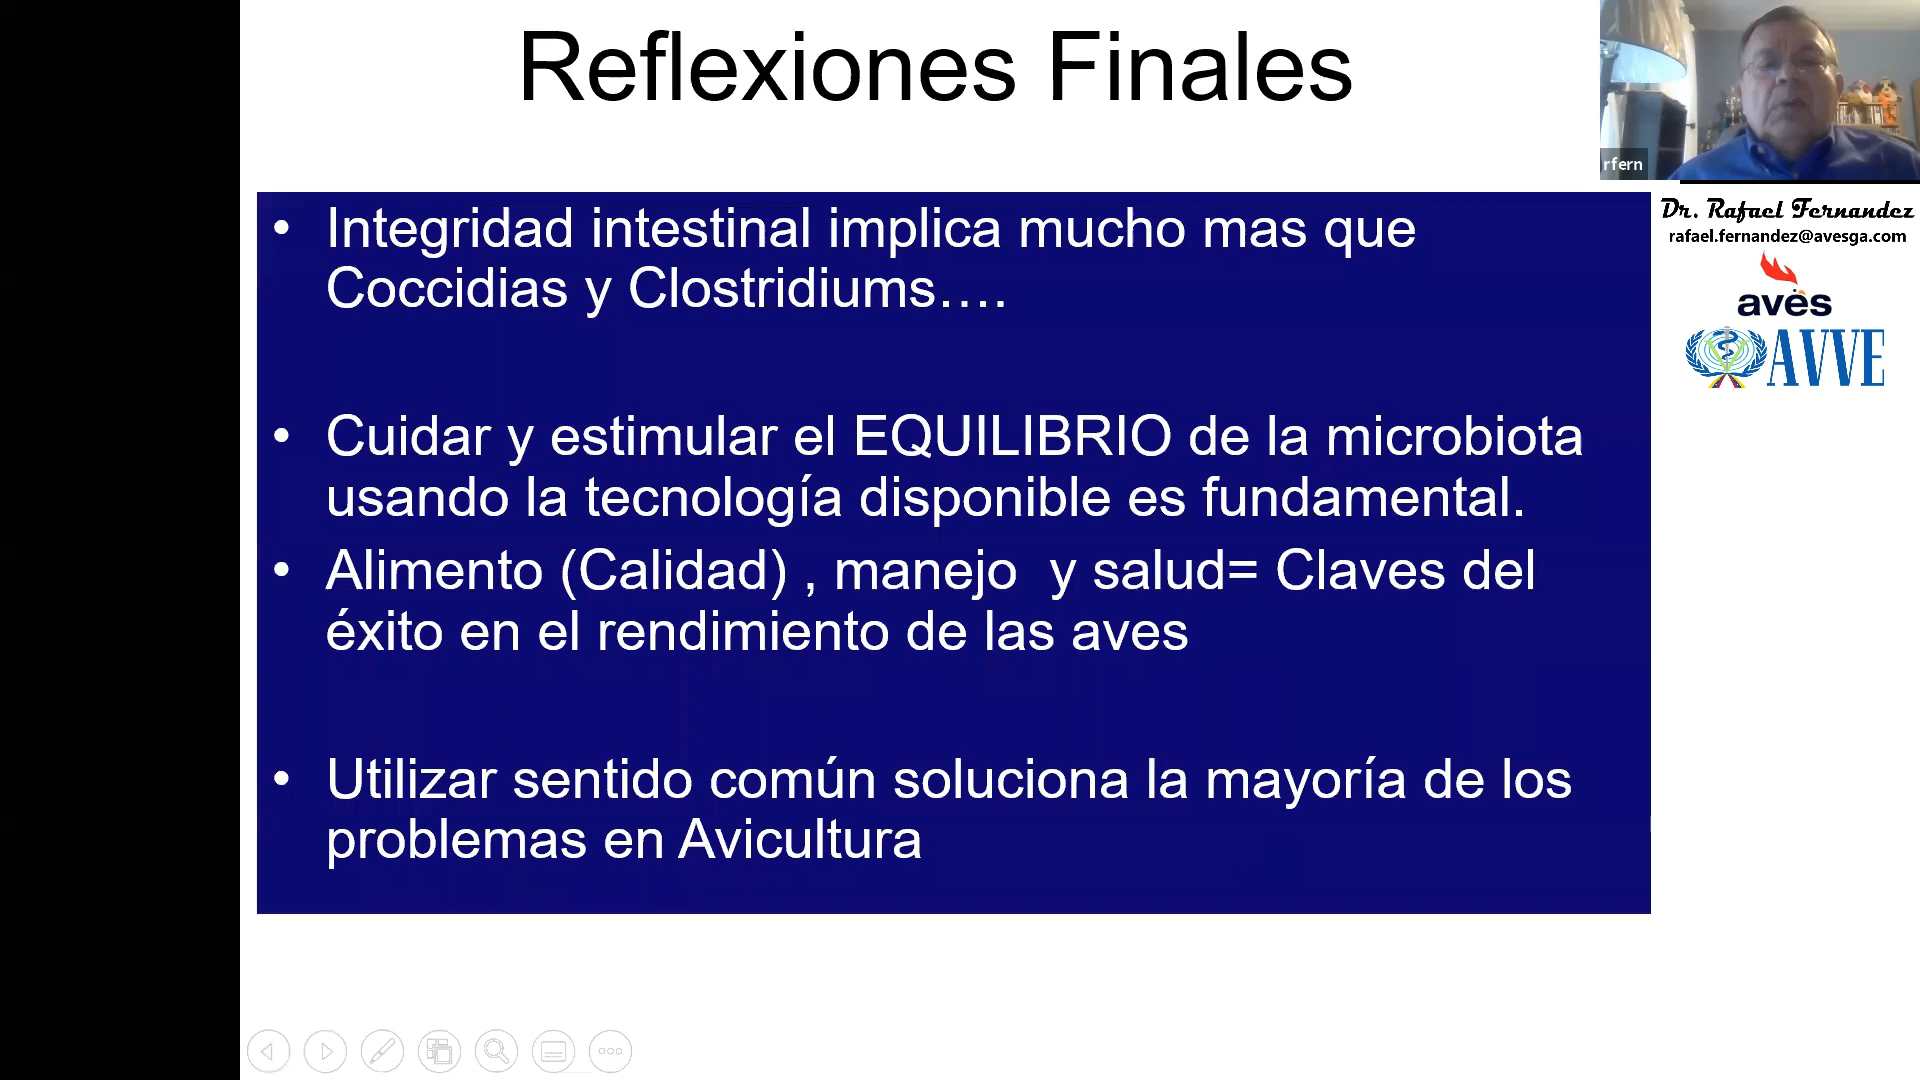 Reflexiones Finales
rfern
Dr. Rafael Fernandez
rafael.fernandez@avesga.com
avès
AVVE
• Integridad intestinal implica mucho mas que
Coccidias y Clostridiums….
• Cuidar y estimular el EQUILIBRIO de la microbiota
usando la tecnología disponible es fundamental.
• Alimento (Calidad) , manejo  y salud= Claves del
éxito en el rendimiento de las aves
• Utilizar sentido común soluciona la mayoría de los
problemas en Avicultura